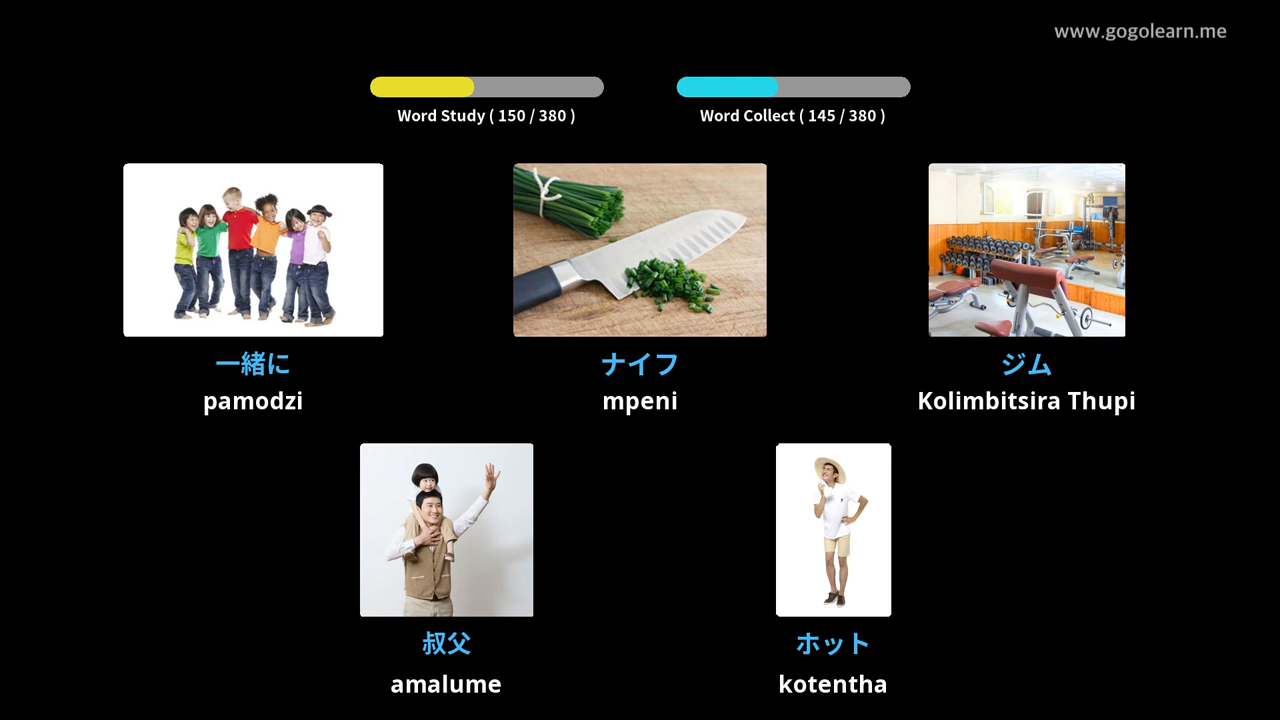 www.gogolearn.me
Word Study ( 150 / 380 )
Word Collect ( 145 / 380 )
一緒に
pamodzi
ナイフ
mpeni
ジム
Kolimbitsira Thupi
叔父
amalume
ホット
kotentha